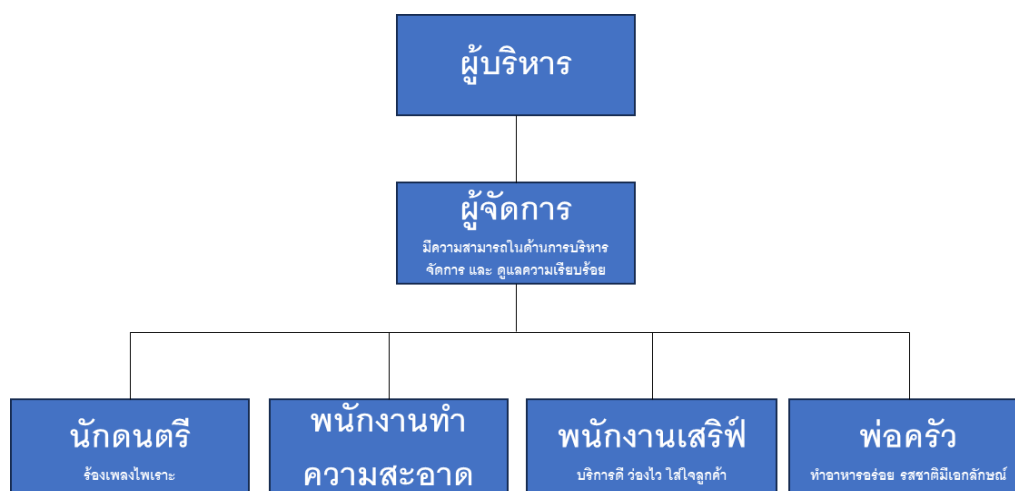 ผู้บริหาร
ผู้จัดการ
มีความสามารถในด้านการบริหาร
จัดการ และ ดูแลความเรียบร้อย
นักดนตรี
ร้องเพลงไพเราะ
พนักงานทำ
ความสะอาด
พนักงานเสริฟ์
บริการดี ว่องไว ใส่ใจลูกค้า
พ่อครัว
ทำอาหารอร่อย รสชาติมีเอกลักษณ์